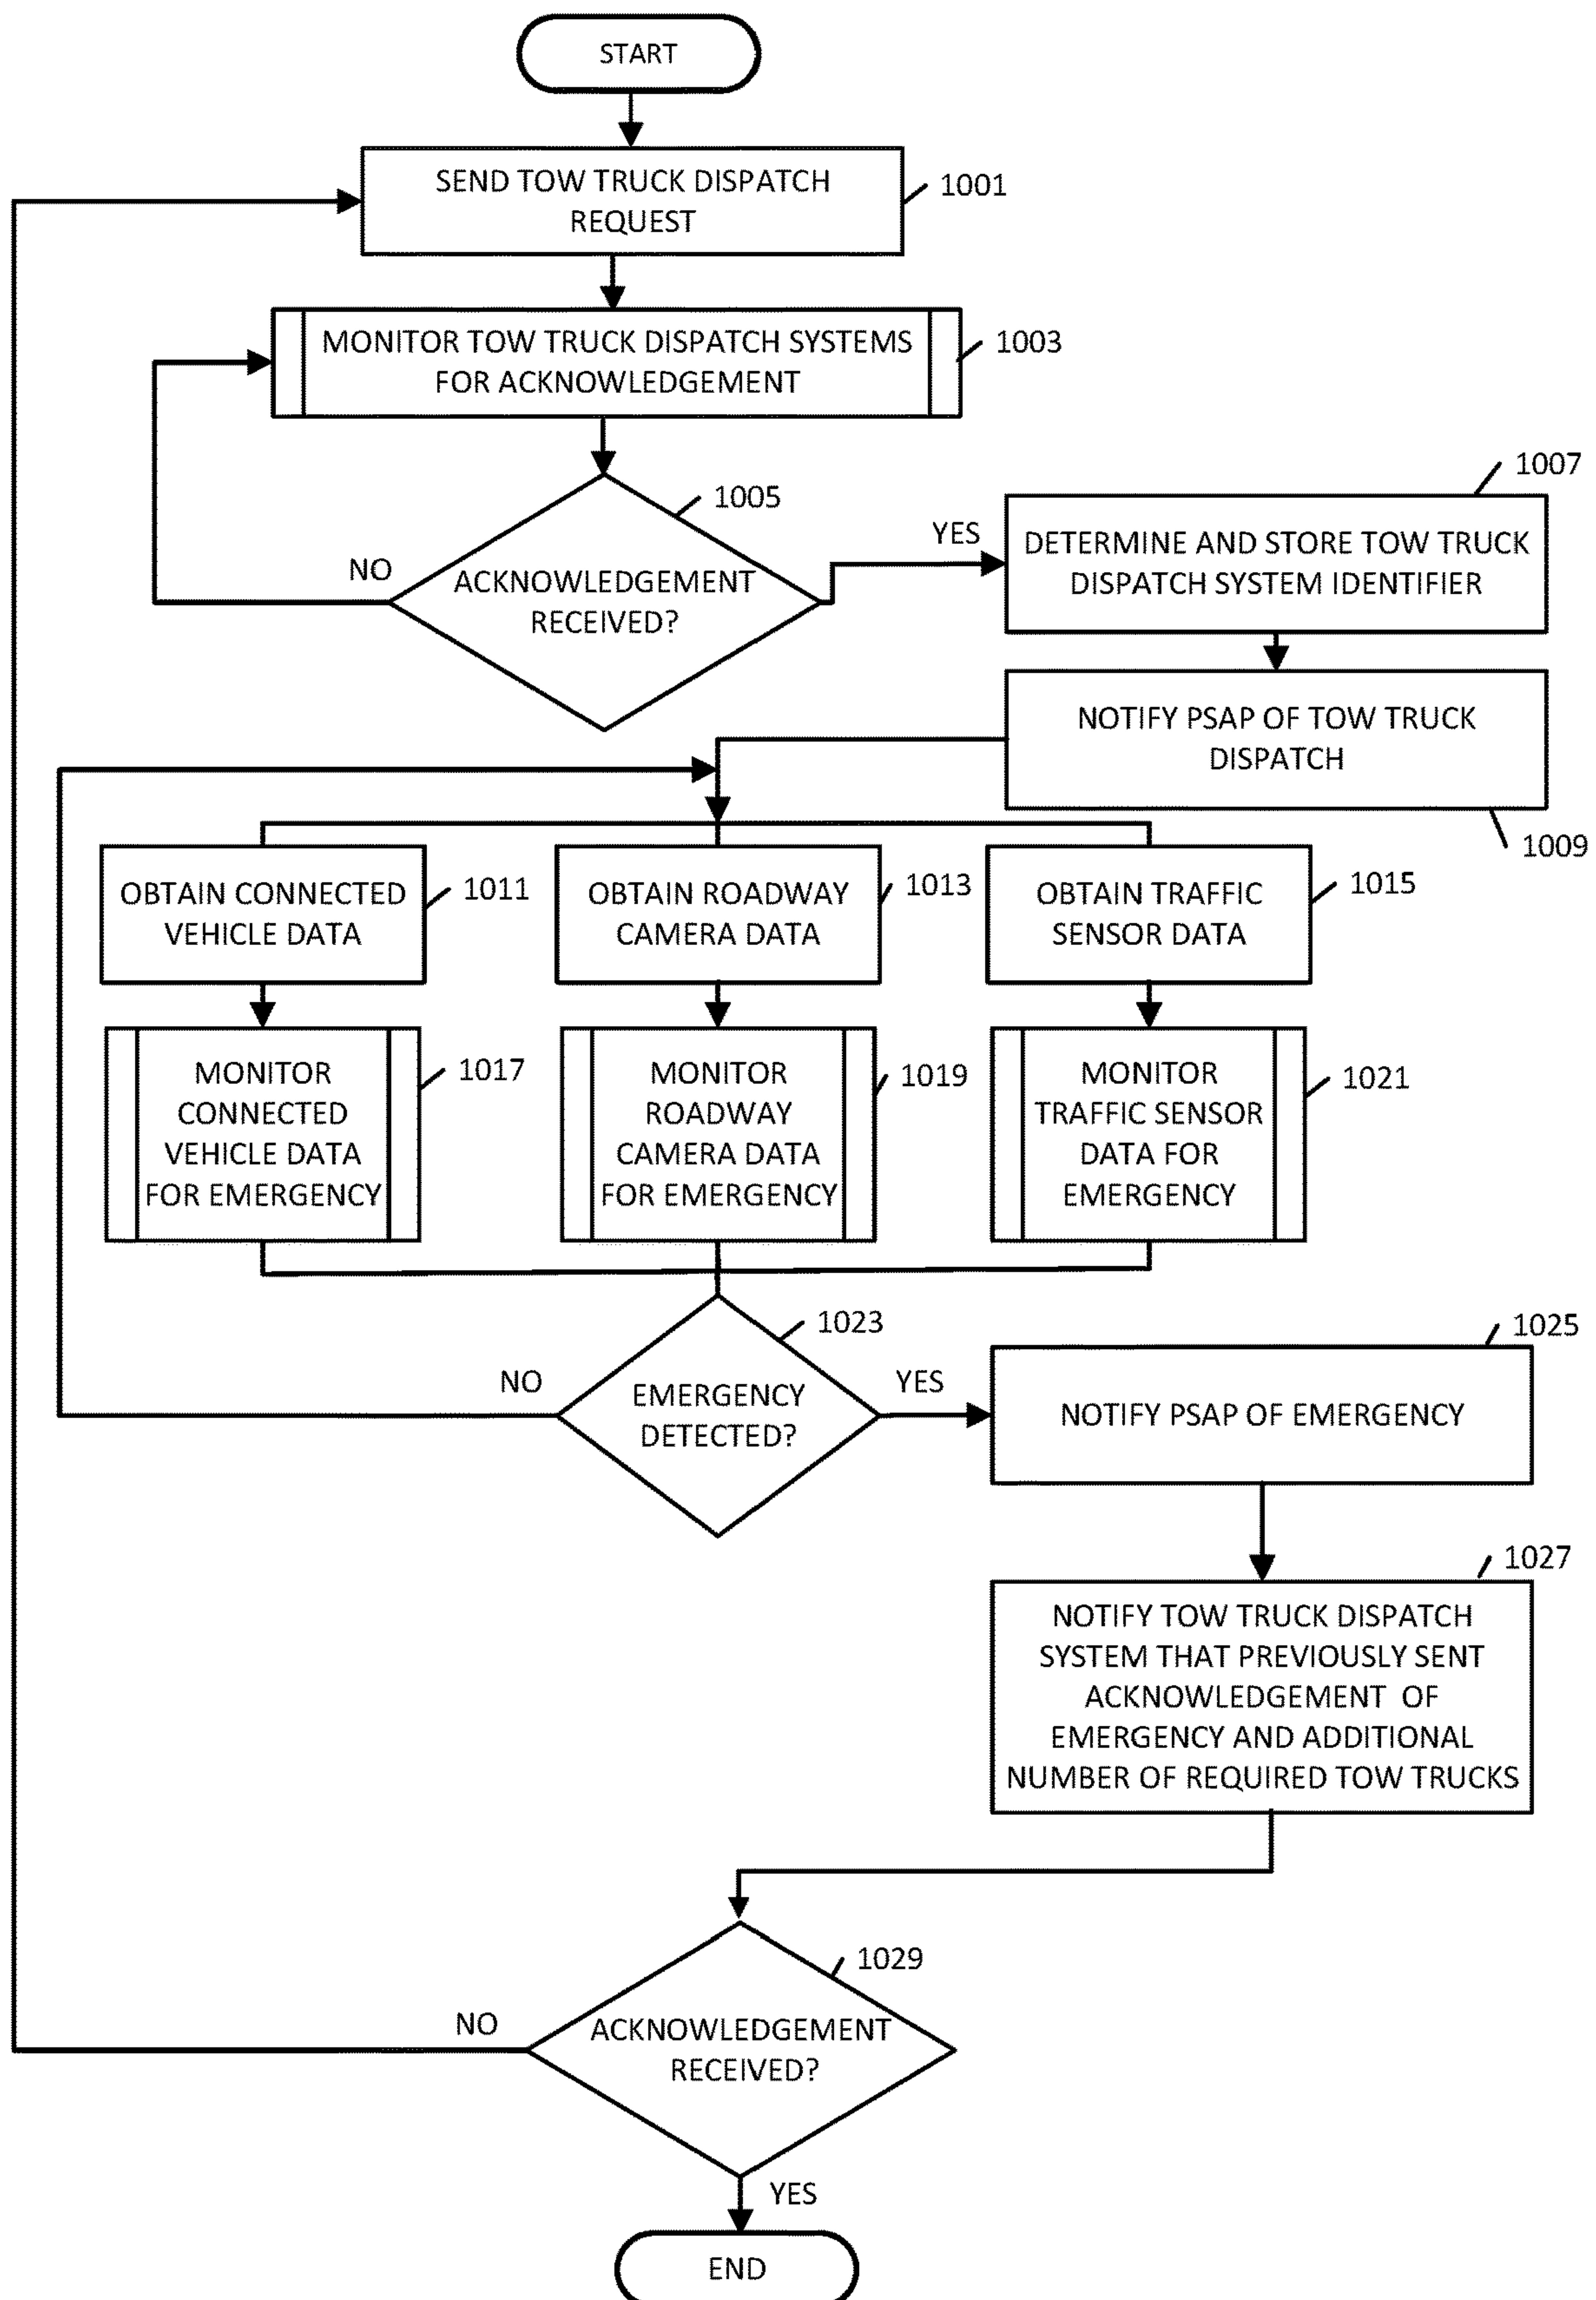 START
SEND TOW TRUCK DISPATCH
REQUEST
1001
MONITOR TOW TRUCK DISPATCH SYSTEMS
FOR ACKNOWLEDGEMENT
1003
1005
ACKNOWLEDGEMENT
RECEIVED?
NO
YES
1007
DETERMINE AND STORE TOW TRUCK
DISPATCH SYSTEM IDENTIFIER
NOTIFY PSAP OF TOW TRUCK
DISPATCH
1009
OBTAIN CONNECTED
VEHICLE DATA
1011
OBTAIN ROADWAY
CAMERA DATA
1013
OBTAIN TRAFFIC
SENSOR DATA
1015
MONITOR
CONNECTED
VEHICLE DATA
FOR EMERGENCY
1017
MONITOR
ROADWAY
CAMERA DATA
FOR EMERGENCY
1019
MONITOR
TRAFFIC SENSOR
DATA FOR
EMERGENCY
1021
1023
EMERGENCY
DETECTED?
NO
YES
1025
NOTIFY PSAP OF EMERGENCY
1027
NOTIFY TOW TRUCK DISPATCH
SYSTEM THAT PREVIOUSLY SENT
ACKNOWLEDGEMENT OF
EMERGENCY AND ADDITIONAL
NUMBER OF REQUIRED TOW TRUCKS
1029
ACKNOWLEDGEMENT
RECEIVED?
NO
YES
END